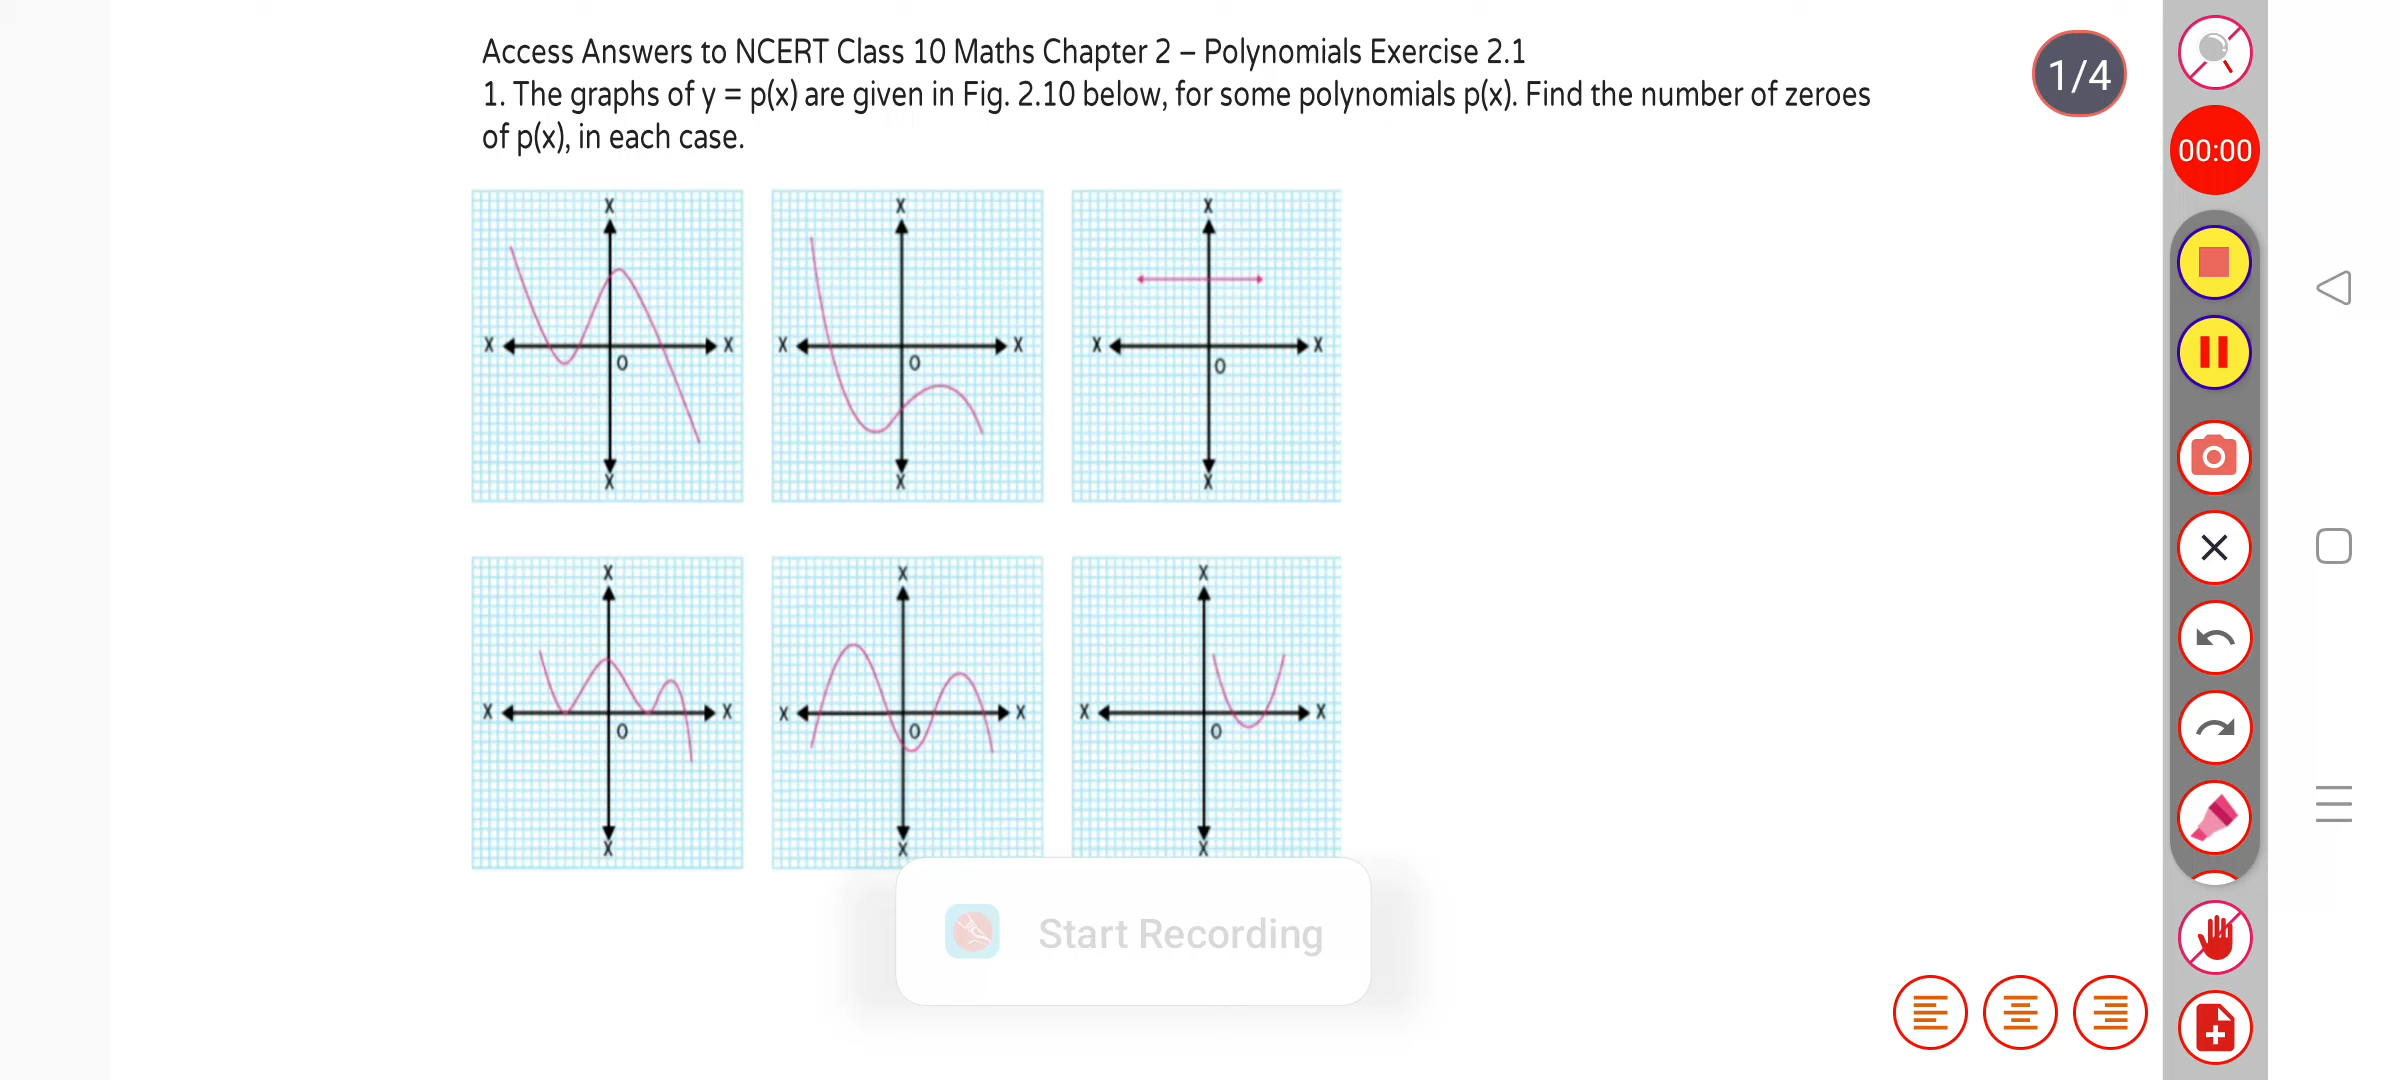 Access Answers to NCERT Class 10 Maths Chapter 2 – Polynomials Exercise 2.1
1. The graphs of y = p(x) are given in Fig. 2.10 below, for some polynomials p(x). Find the number of zeroes
of p(x), in each case.
1/4
00:00
X X X
X X X X X X
O O O
X X X
X X X
X X X X X X
O O O
X X X
Start Recording